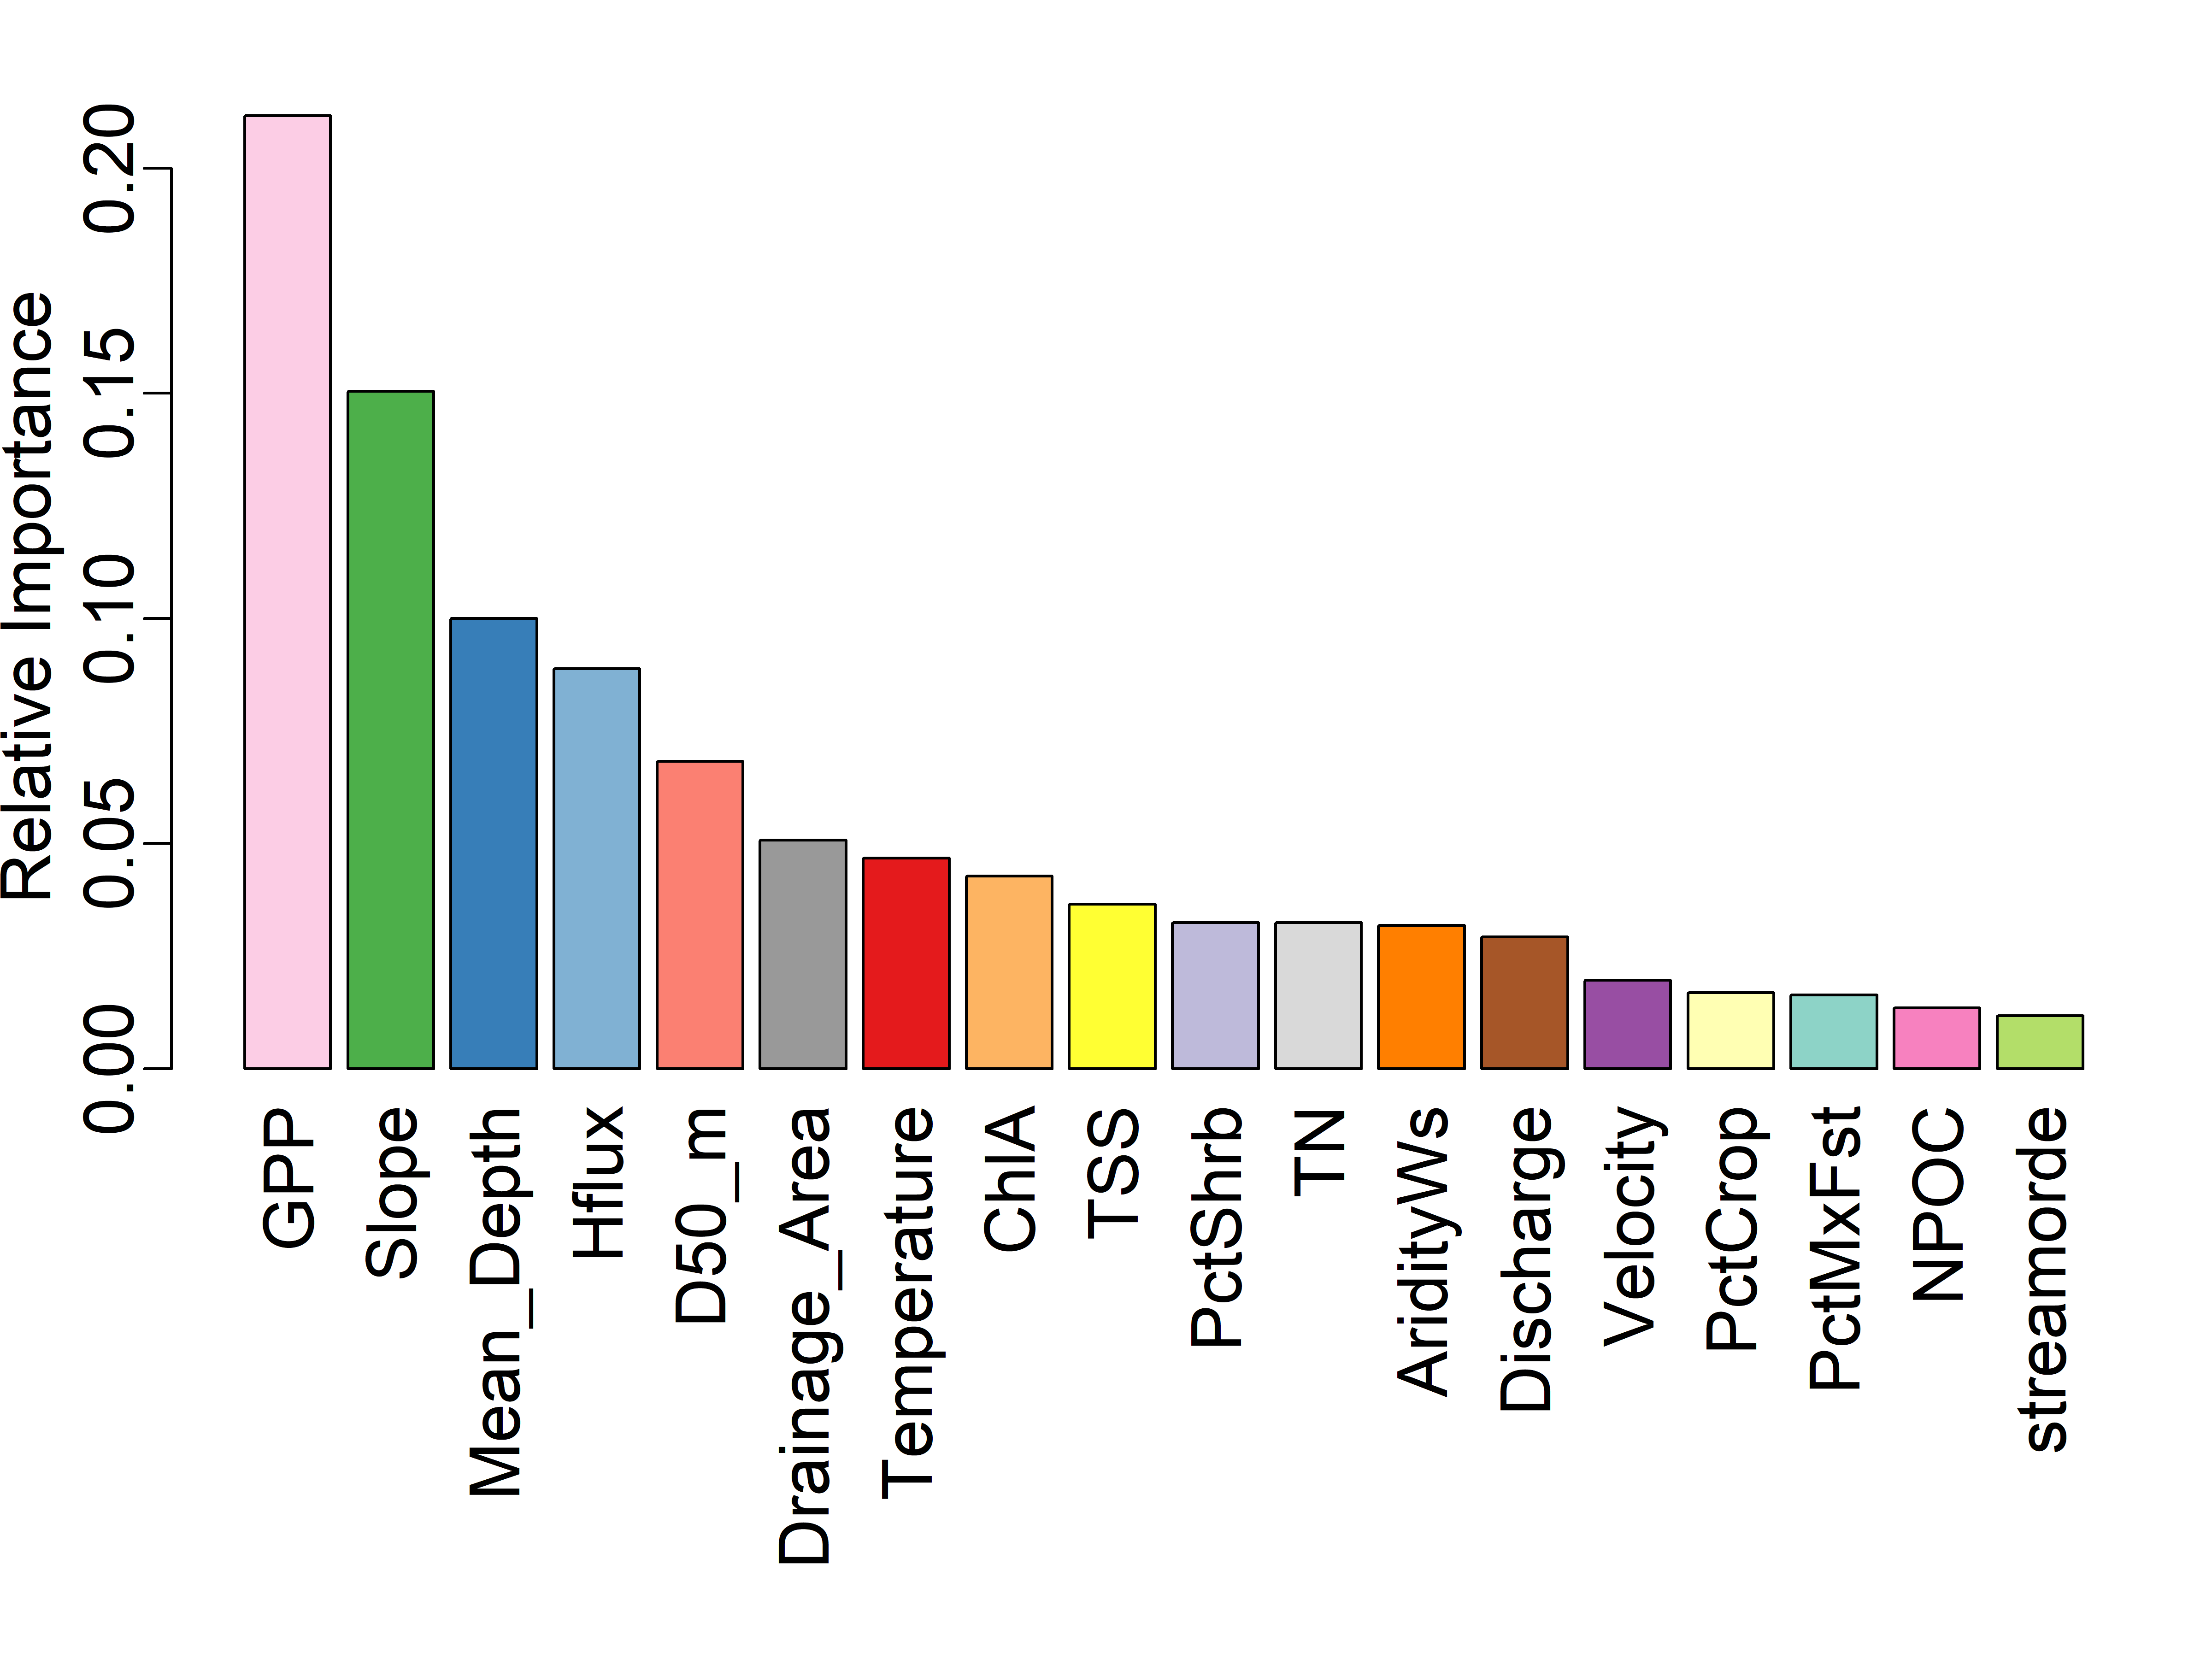 Relative Importance
0.20
0.15
0.10
0.05
0.00
GPP
Slope
Mean_Depth
Hflux
D50_m
Drainage_Area
Temperature
ChlA
TSS
PctShrb
TN
AridityWs
Discharge
Velocity
PctCrop
PctMxFst
NPOC
streamorde